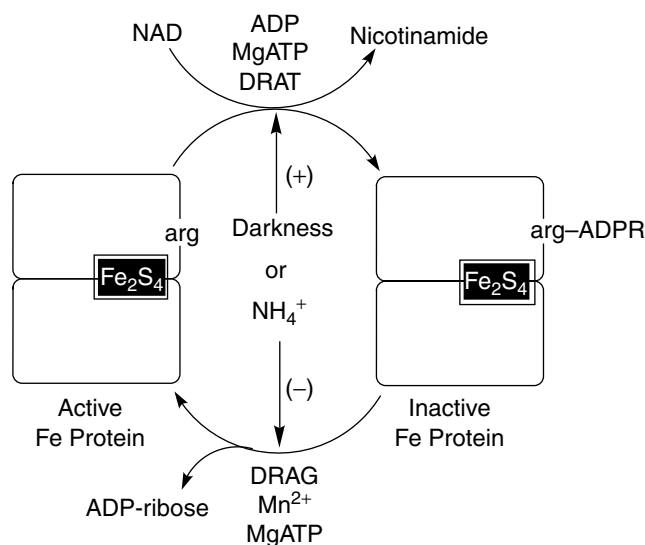 NAD
ADP
MgATP
DRAT
Nicotinamide
(+)
arg
Darkness
or
NH₄⁺
arg–ADPR
Fe₂S₄
Fe₂S₄
(–)
Active
Fe Protein
Inactive
Fe Protein
ADP-ribose
DRAG
Mn²⁺
MgATP